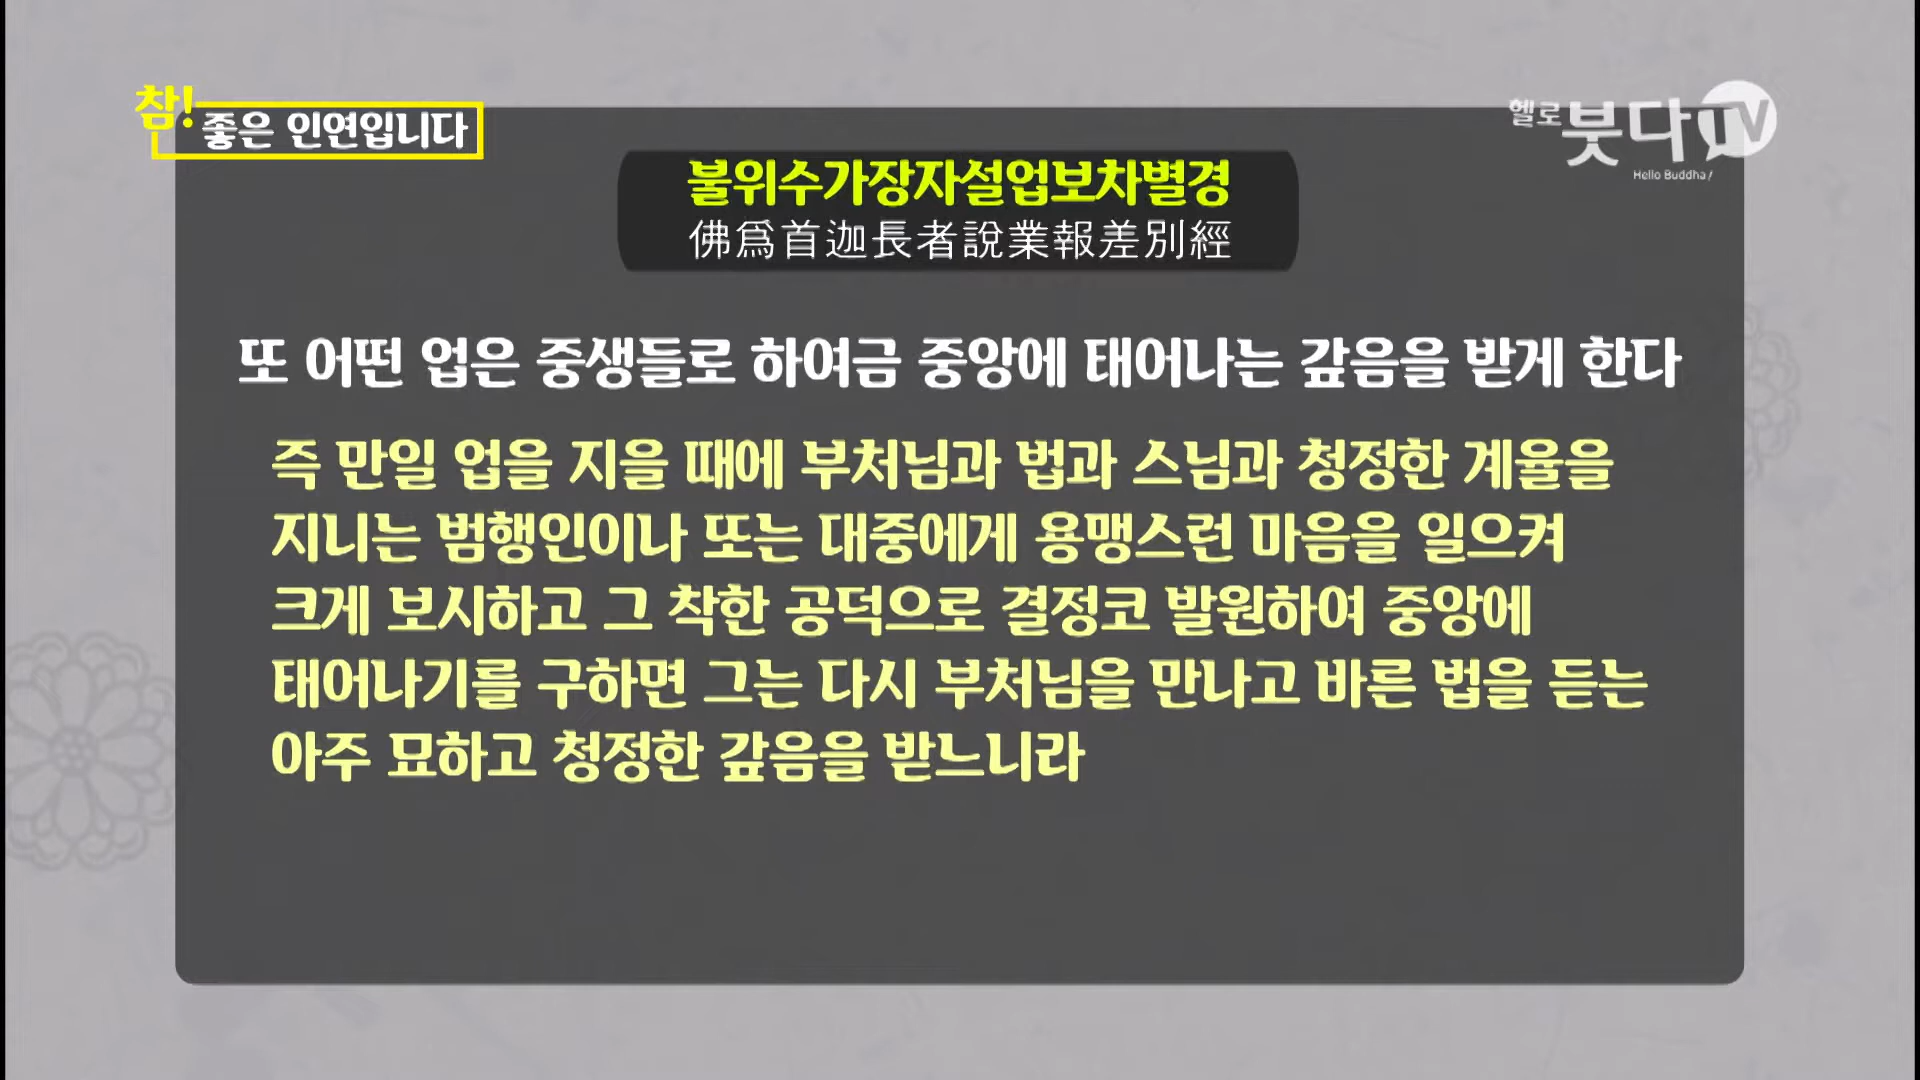 참!
좋은 인연입니다
헬로
붓다
TV
Hello Buddha!
불위수가장자설업보차별경
佛爲首迦長者說業報差別經
또 어떤 업은 중생들로 하여금 중앙에 태어나는 갚음을 받게 한다
즉 만일 업을 지을 때에 부처님과 법과 스님과 청정한 계율을
지니는 범행인이나 또는 대중에게 용맹스런 마음을 일으켜
크게 보시하고 그 착한 공덕으로 결정코 발원하여 중앙에
태어나기를 구하면 그는 다시 부처님을 만나고 바른 법을 듣는
아주 묘하고 청정한 갚음을 받느니라